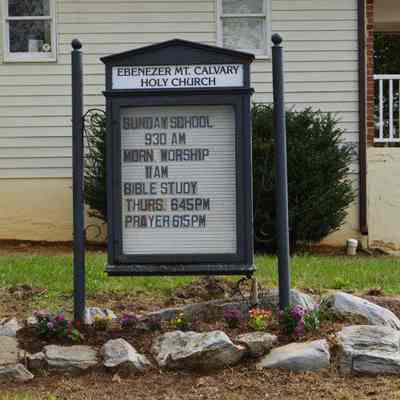 EBENEZER MT. CALVARY
HOLY CHURCH
SUNDAY SCHOOL
930 AM
MORN. WORSHIP
11AM
BIBLE STUDY
THURS. 645PM
PRAYER 615PM